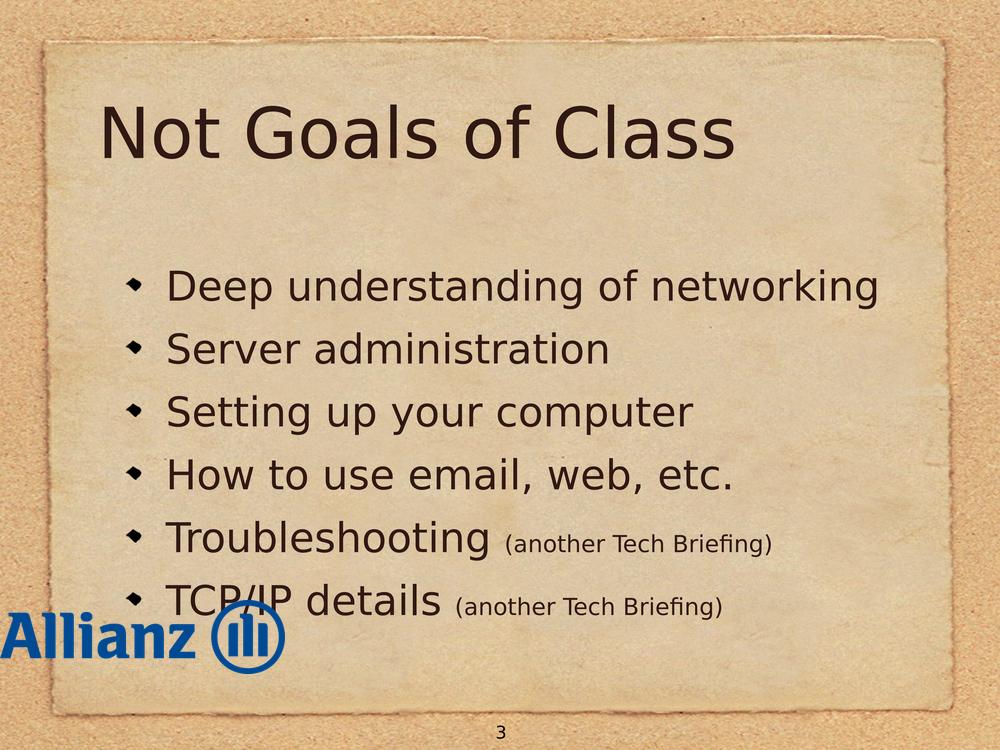 Not Goals of Class
Deep understanding of networking
Server administration
Setting up your computer
How to use email, web, etc.
Troubleshooting (another Tech Briefing)
TCP/IP details (another Tech Briefing)
Allianz
3